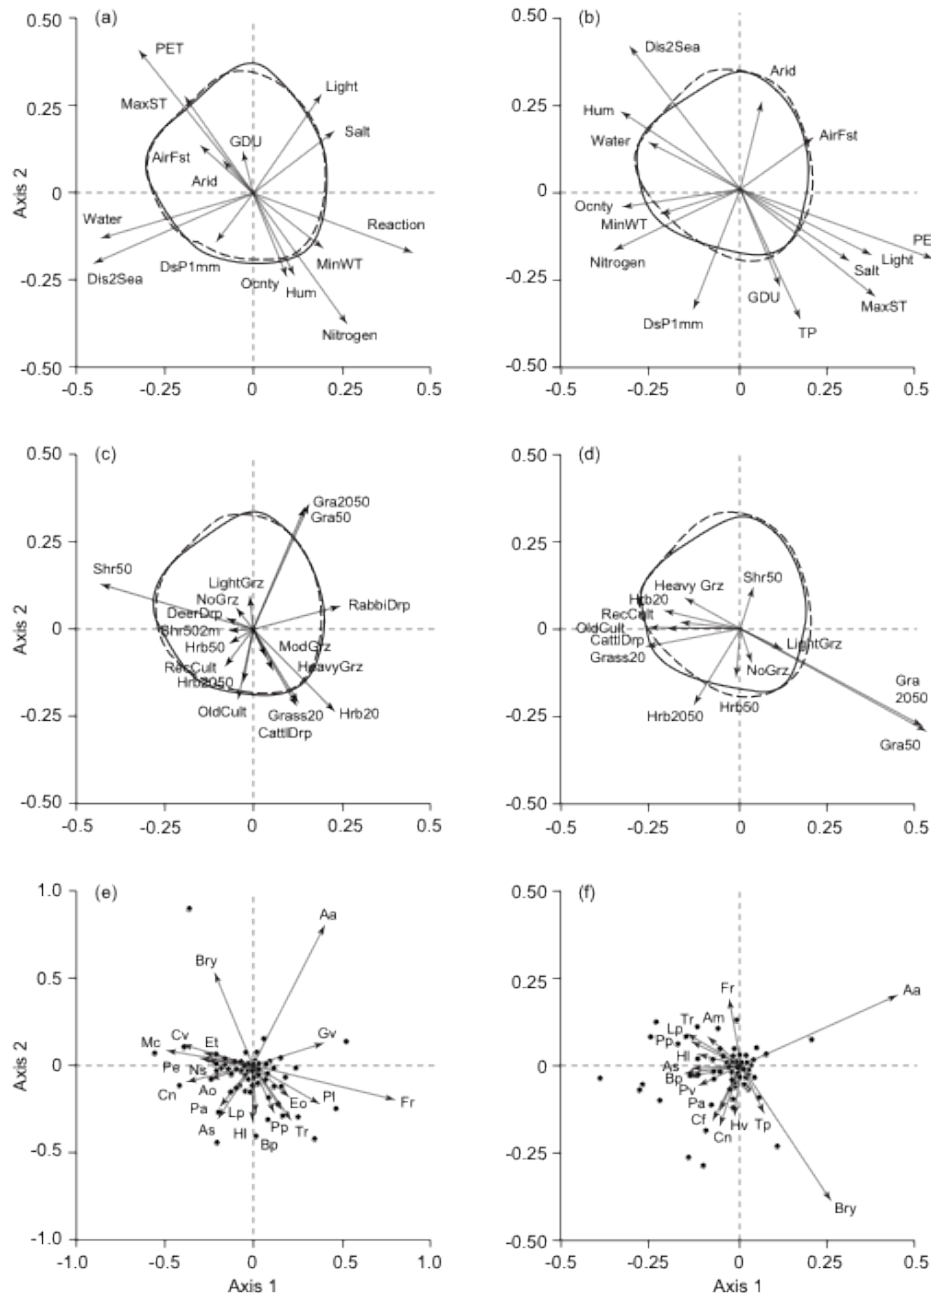 (a)
0.50
0.25
0
-0.25
-0.50
Axis 2
PET
MaxST
AirFst
Arid
GDU
Light
Salt
Water
Dis2Sea
DsP1mm
Ocnty
Hum
MinWT
Reaction
Nitrogen
-0.5
-0.25
0
0.25
0.5
(b)
0.50
0.25
0
-0.25
-0.50
Dis2Sea
Arid
Hum
Water
AirFst
Ocnty
MinWT
Nitrogen
DsP1mm
GDU
TP
Salt
Light
MaxST
PE
-0.5
-0.25
0
0.25
0.5
(c)
0.50
0.25
0
-0.25
-0.50
Axis 2
Gra2050
Gra50
Shr50
LightGrz
NoGrz
DeerDrp
Shr502m
Hrb50
RecCult
Hrb2050
OldCult
RabbiDrp
ModGrz
HeavyGrz
Grass20
CattlDrp
Hrb20
-0.5
-0.25
0
0.25
0.5
(d)
0.50
0.25
0
-0.25
-0.50
Heavy Grz
Shr50
Hrb20
RecCult
OldCult
CattlDrp
Grass20
LightGrz
NoGrz
Hrb50
Hrb2050
Gra
2050
Gra50
-0.5
-0.25
0
0.25
0.5
(e)
1.0
0.5
0
-0.5
-1.0
Axis 2
Aa
Bry
Cv
Mc
Et
Gv
Pe
Ns
Cn
Ao
Pa
Lp
As
Hl
Bp
Pp
Tr
Eo
Pl
Fr
-1.0
-0.5
0
0.5
1.0
Axis 1
(f)
0.50
0.25
0
-0.25
-0.50
Fr
Aa
Tr
Am
Lp
Pp
Hl
As
Bp
Pv
Pa
Cf
Cn
Hv
Tp
Bry
-0.5
-0.25
0
0.25
0.5
Axis 1